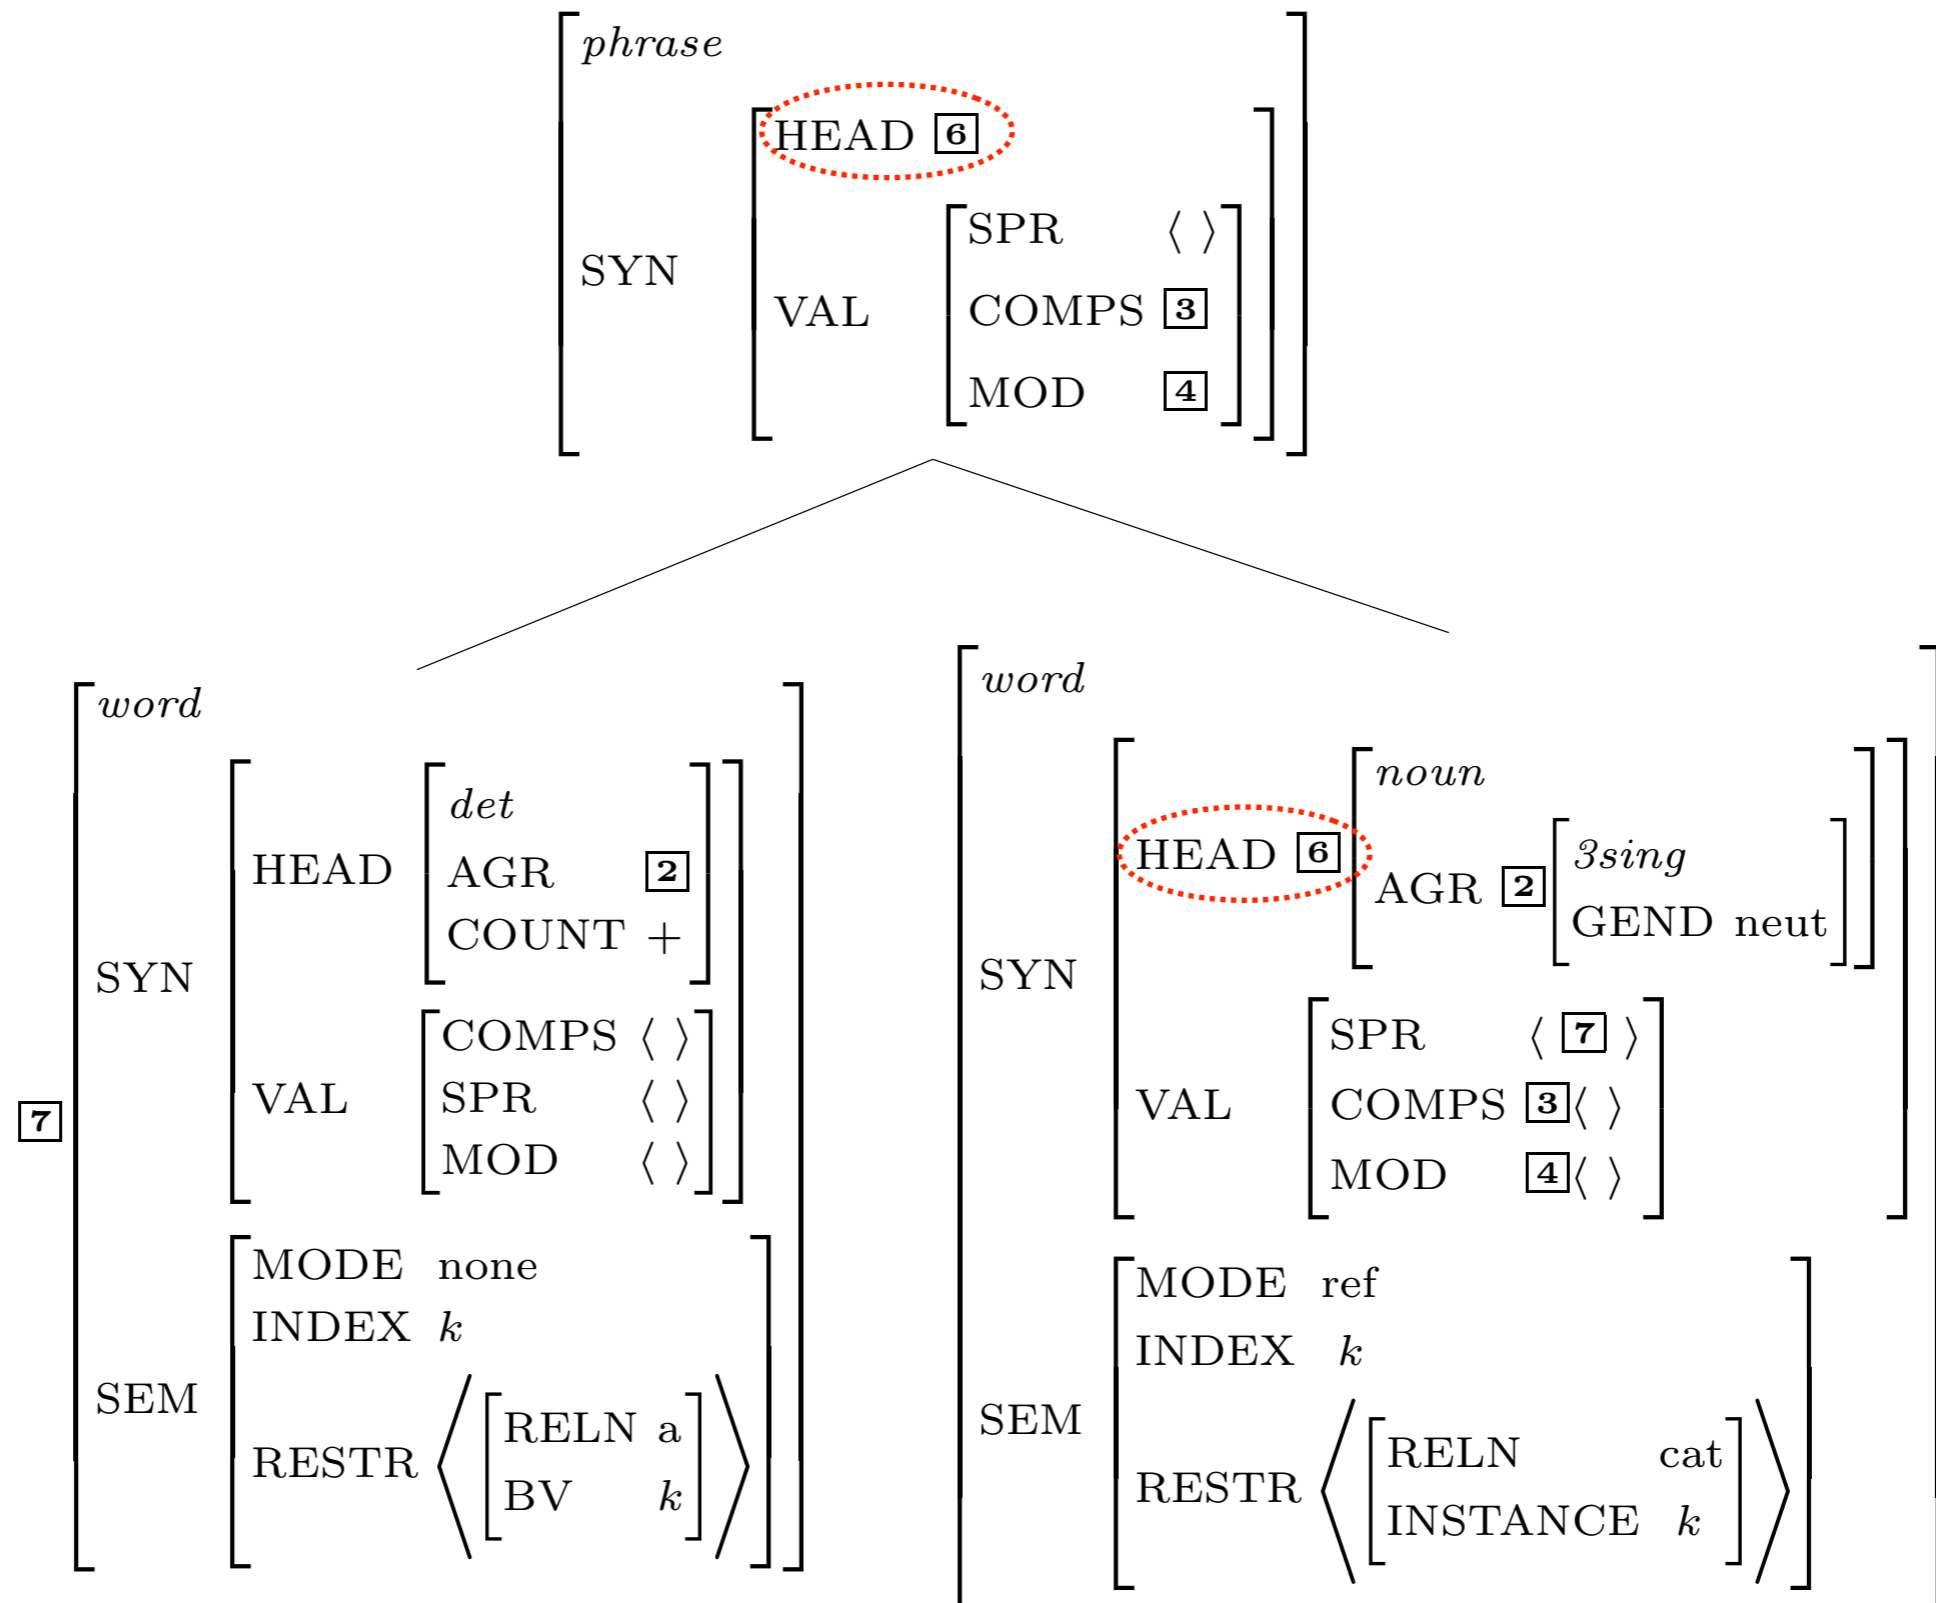 phrase
HEAD 6
SPR ⟨ ⟩
SYN
VAL
COMPS 3
MOD 4
7
word
det
HEAD
AGR 2
COUNT +
SYN
COMPS ⟨ ⟩
VAL
SPR ⟨ ⟩
MOD ⟨ ⟩
MODE none
INDEX k
SEM
RESTR
RELN a
BV k
word
noun
HEAD 6
AGR 2
3sing
GEND neut
SYN
SPR ⟨ 7 ⟩
VAL
COMPS 3 ⟨ ⟩
MOD 4 ⟨ ⟩
MODE ref
INDEX k
SEM
RESTR
RELN cat
INSTANCE k